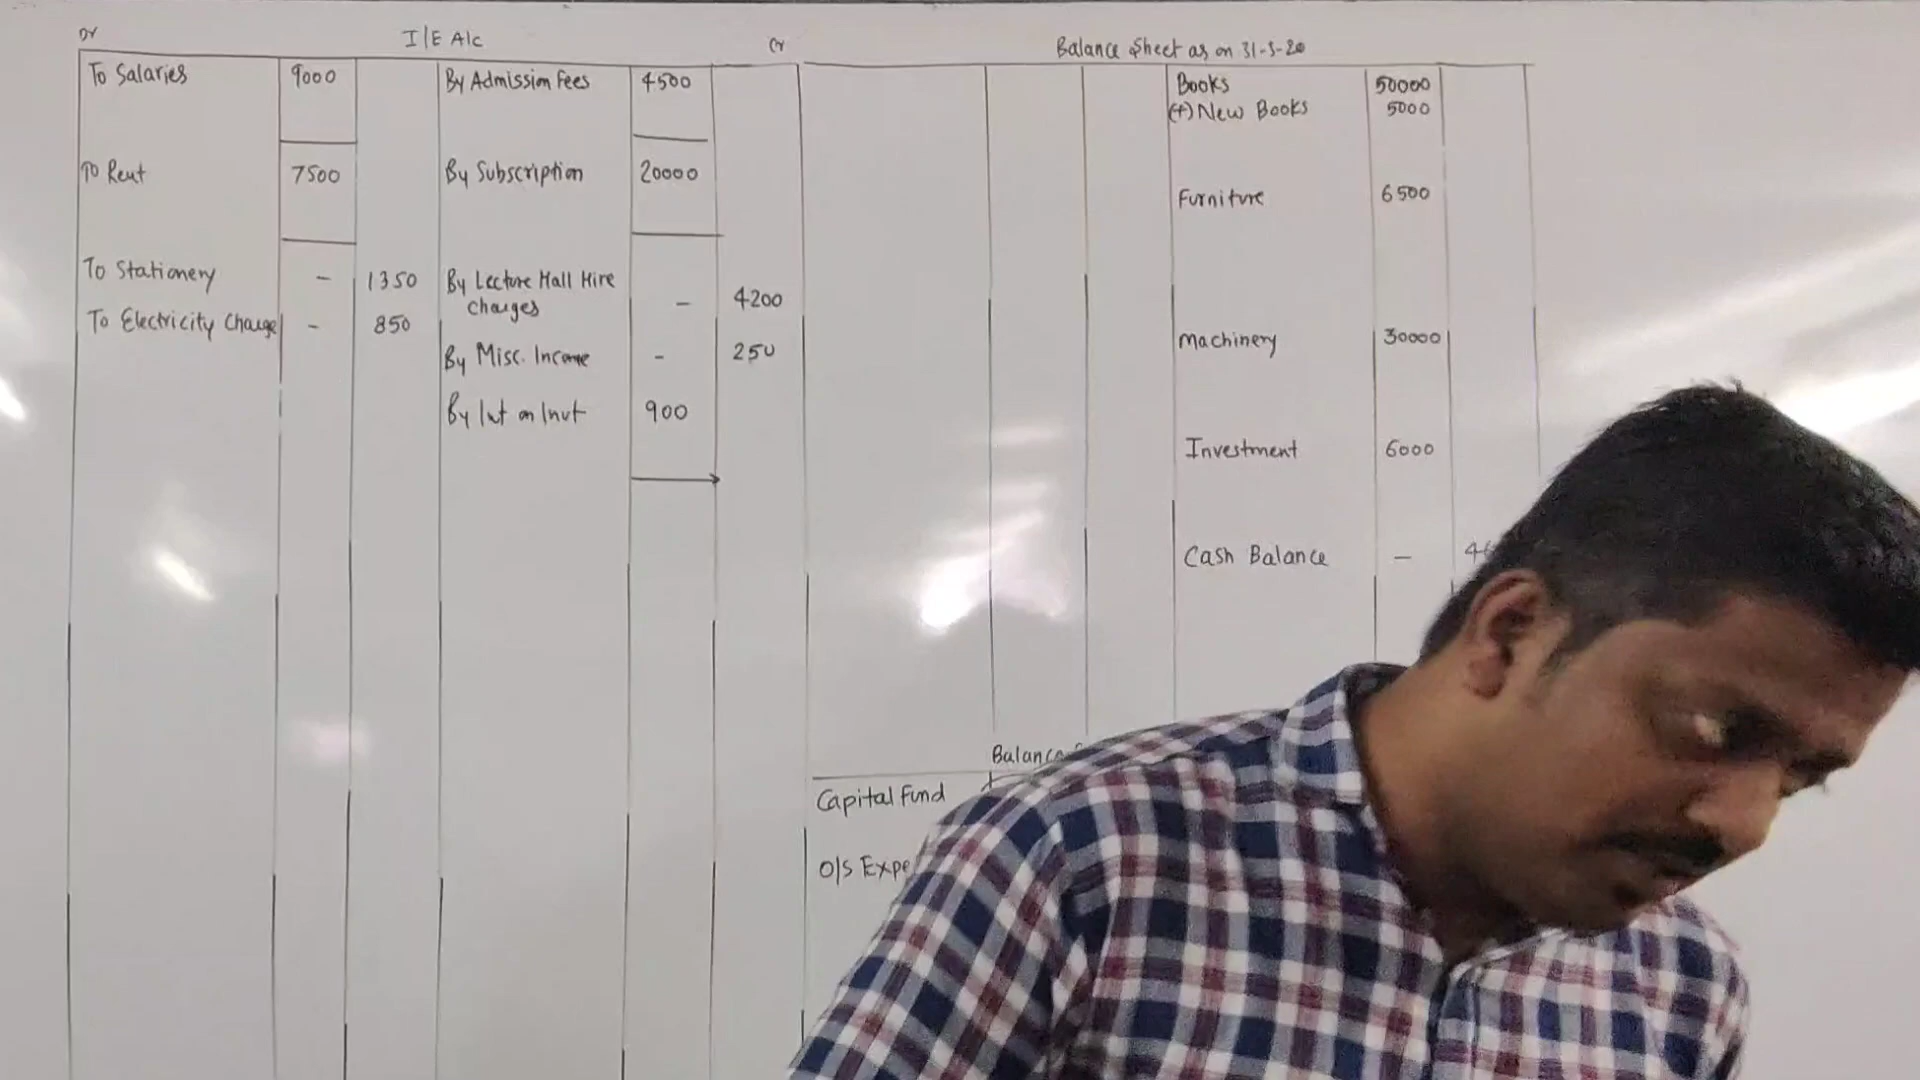 Dr I/E A/c Cr
To Salaries 9000
To Rent 7500
To Stationery - 1350
To Electricity Charge - 850
By Admission Fees 4500
By Subscription 20000
By Lecture Hall Hire
charges - 4200
By Misc. Income - 250
By Int on Invt 900
Balance Sheet as on 31-3-20
Books 50000
(+) New Books 5000
Furniture 6500
Machinery 30000
Investment 6000
Cash Balance -
Balance
Capital Fund
O/S